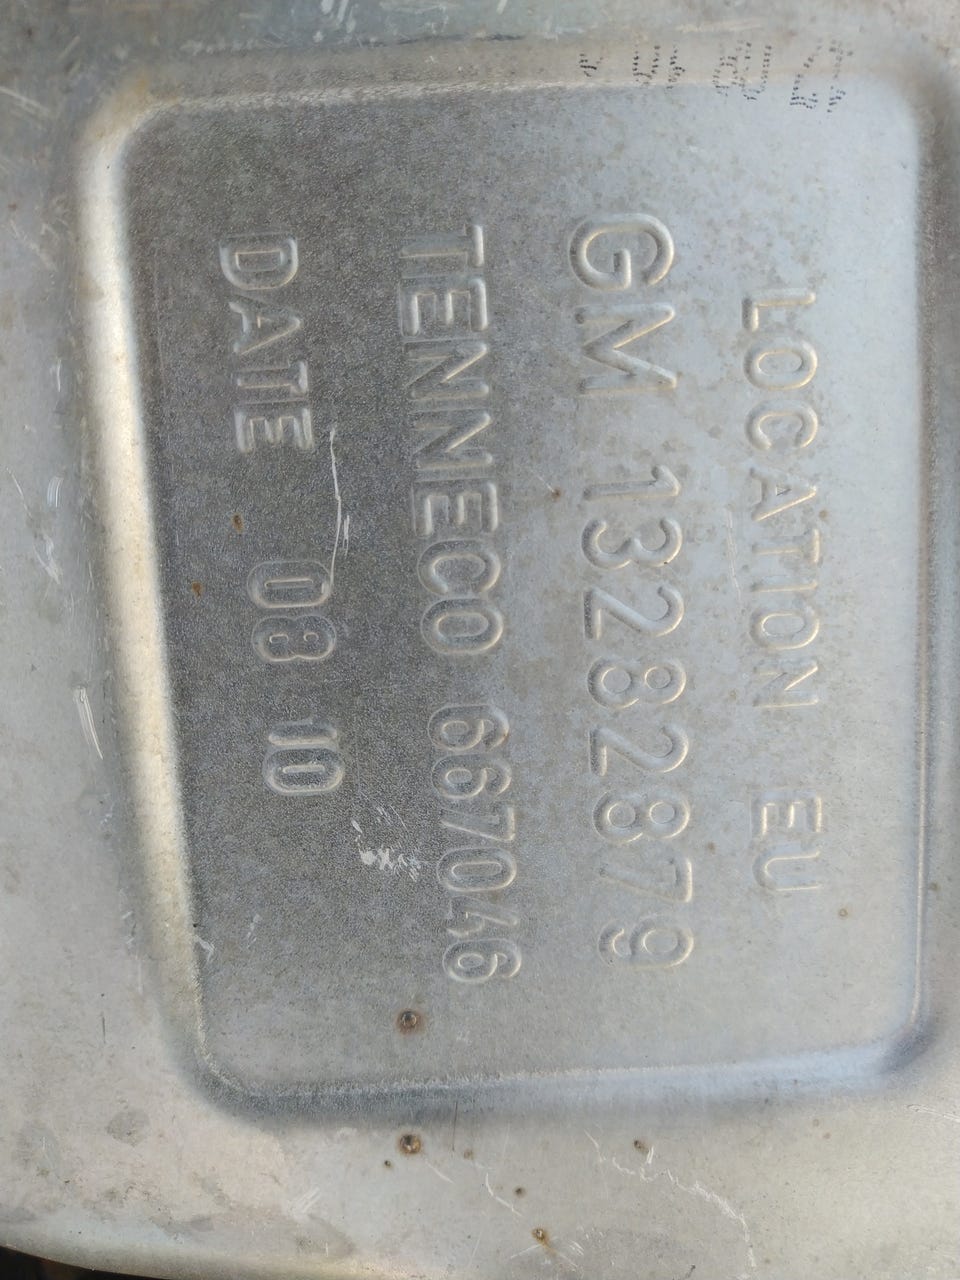 LOCATION EU
GM 13282879
TENNECO 667046
DATE 08 10